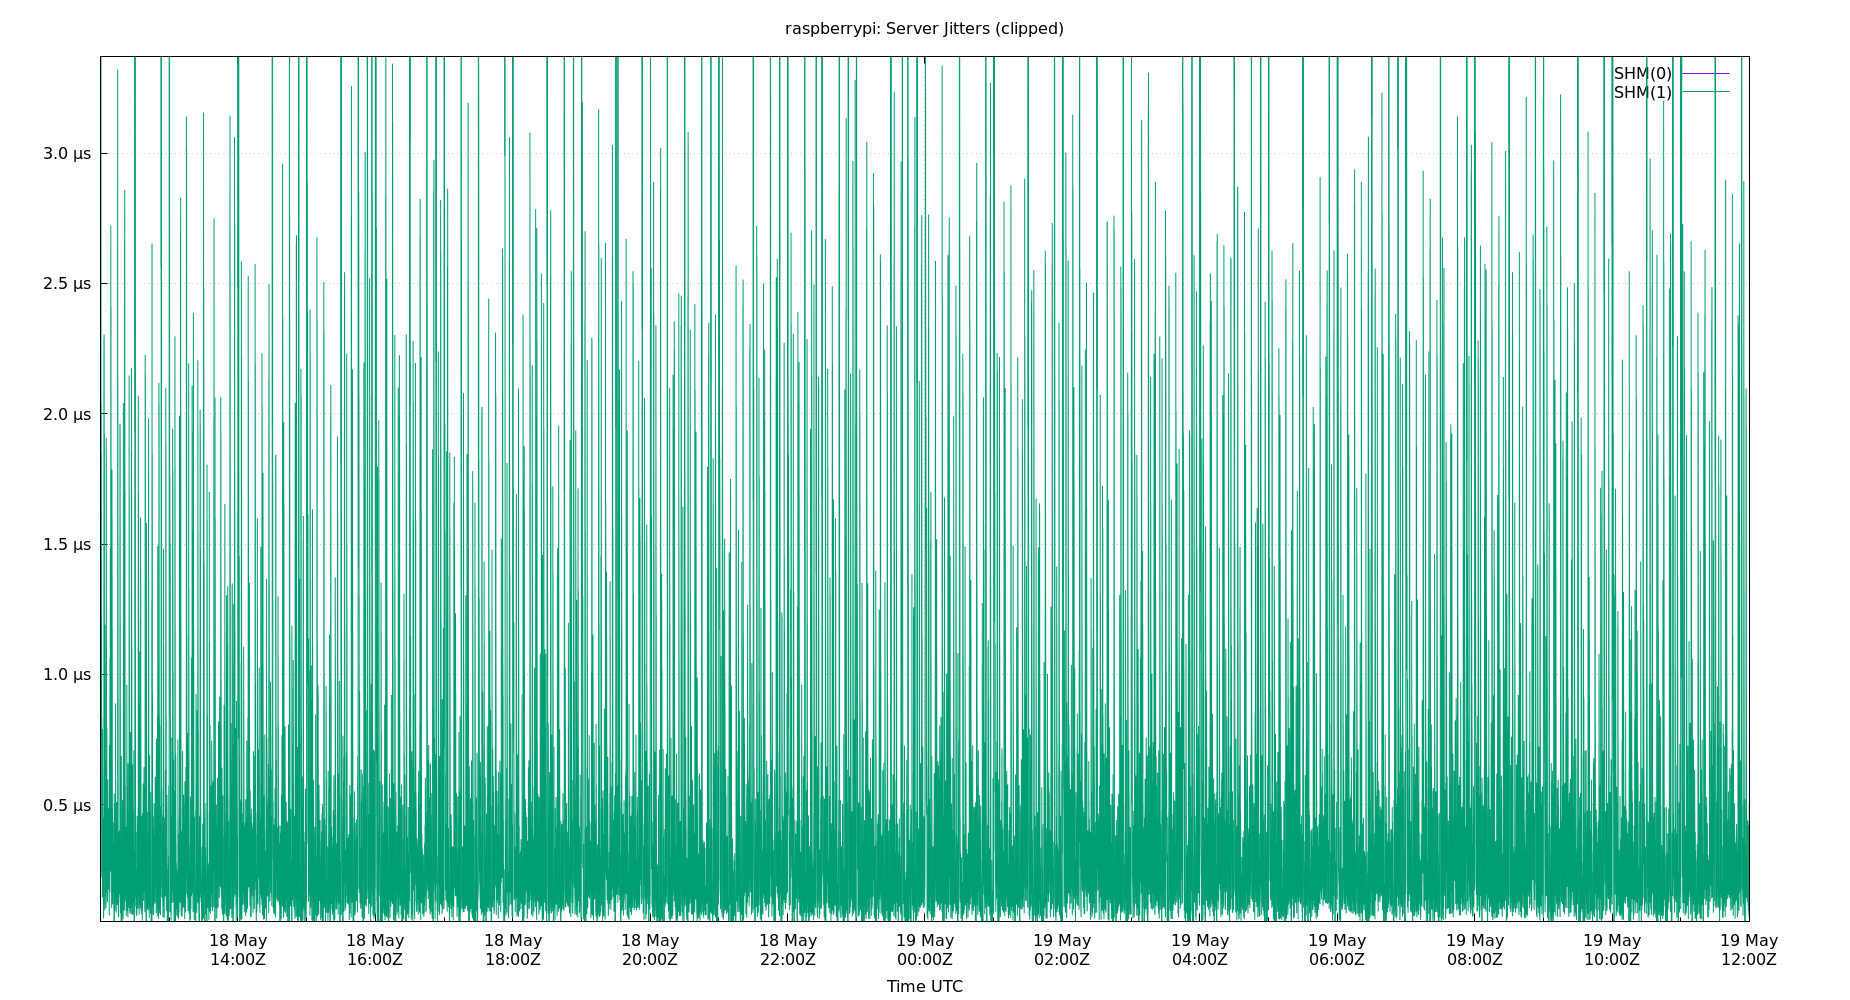 raspberrypi: Server Jitters (clipped)
SHM(0)
SHM(1)
3.0 µs
2.5 µs
2.0 µs
1.5 µs
1.0 µs
0.5 µs
18 May 18 May 18 May 18 May 18 May 19 May 19 May 19 May 19 May 19 May 19 May 19 May
14:00Z 16:00Z 18:00Z 20:00Z 22:00Z 00:00Z 02:00Z 04:00Z 06:00Z 08:00Z 10:00Z 12:00Z
Time UTC